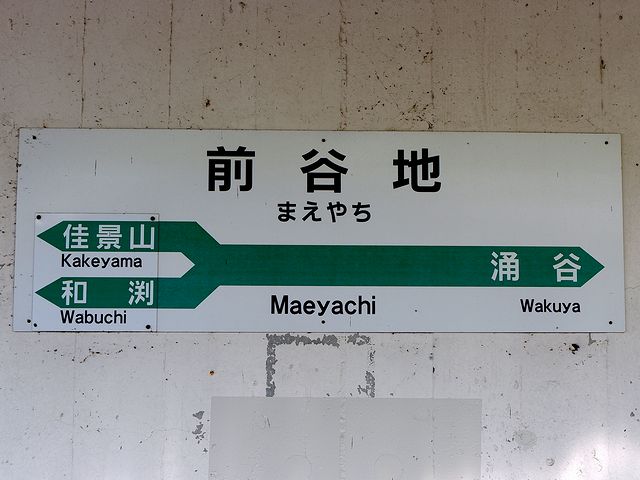 前谷地
まえやち
佳景山
Kakeyama
和渕
Wabuchi
Maeyachi
涌谷
Wakuya